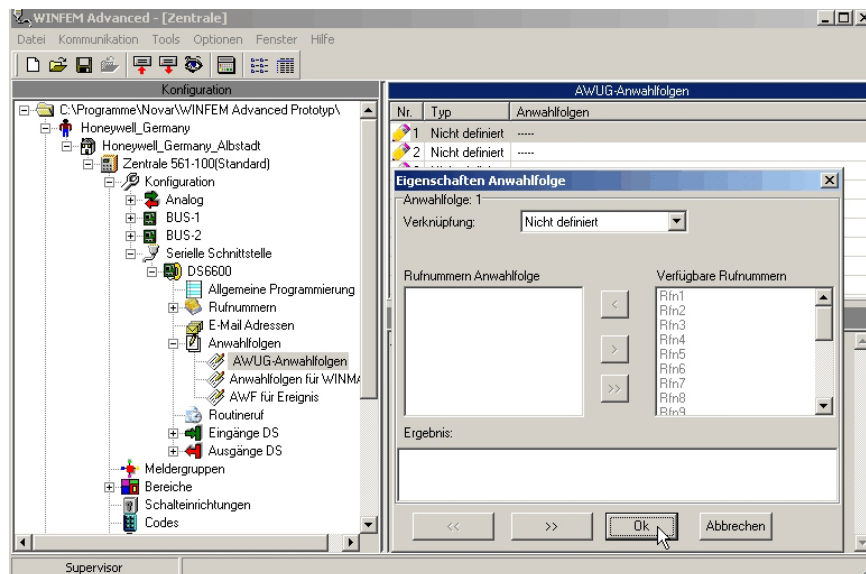 WINFEM Advanced - [Zentrale]
Datei Kommunikation Tools Optionen Fenster Hilfe
Konfiguration
C:\Programme\Novar\WINFEM Advanced Prototyp\
Honeywell_Germany
Honeywell_Germany_Albstadt
Zentrale 561-100(Standard)
Konfiguration
Analog
BUS-1
BUS-2
Serielle Schnittstelle
DS6600
Allgemeine Programmierung
Rufnummern
E-Mail Adressen
Anwahlfolgen
AWUG-Anwahlfolgen
Anwahlfolgen für WINMA
AWF für Ereignis
Routineruf
Eingänge DS
Ausgänge DS
Meldergruppen
Bereiche
Schalteinrichtungen
Codes
Supervisor
AWUG-Anwahlfolgen
Nr. Typ Anwahlfolgen
1 Nicht definiert -----
2 Nicht definiert -----
Eigenschaften Anwahlfolge
Anwahlfolge: 1
Verknüpfung: Nicht definiert
Rufnummern Anwahlfolge
Verfügbare Rufnummern
<
>
>>
Rfn1
Rfn2
Rfn3
Rfn4
Rfn5
Rfn6
Rfn7
Rfn8
Rfn9
Ergebnis:
<< >> Ok Abbrechen